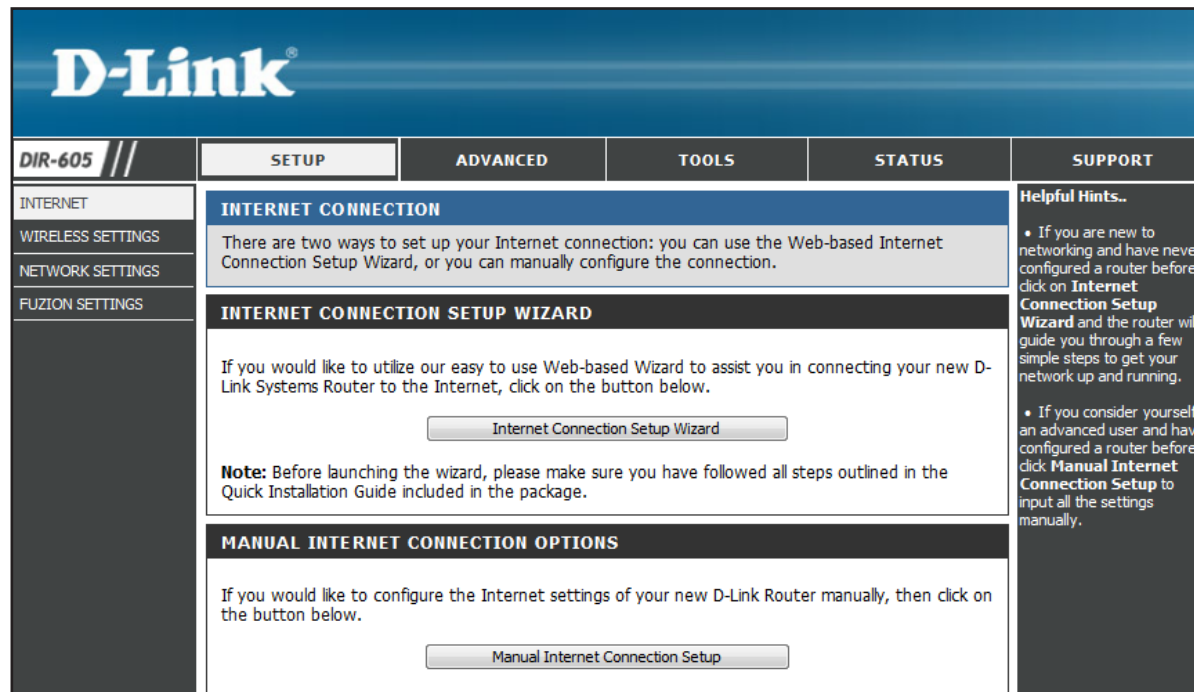 D-Link®
DIR-605
SETUP
ADVANCED
TOOLS
STATUS
SUPPORT
INTERNET
WIRELESS SETTINGS
NETWORK SETTINGS
FUZION SETTINGS
INTERNET CONNECTION
There are two ways to set up your Internet connection: you can use the Web-based Internet
Connection Setup Wizard, or you can manually configure the connection.
INTERNET CONNECTION SETUP WIZARD
If you would like to utilize our easy to use Web-based Wizard to assist you in connecting your new D-
Link Systems Router to the Internet, click on the button below.
Internet Connection Setup Wizard
Note: Before launching the wizard, please make sure you have followed all steps outlined in the
Quick Installation Guide included in the package.
MANUAL INTERNET CONNECTION OPTIONS
If you would like to configure the Internet settings of your new D-Link Router manually, then click on
the button below.
Manual Internet Connection Setup
Helpful Hints..
• If you are new to
networking and have neve
configured a router before
click on Internet
Connection Setup
Wizard and the router wil
guide you through a few
simple steps to get your
network up and running.
• If you consider yourself
an advanced user and hav
configured a router before
click Manual Internet
Connection Setup to
input all the settings
manually.